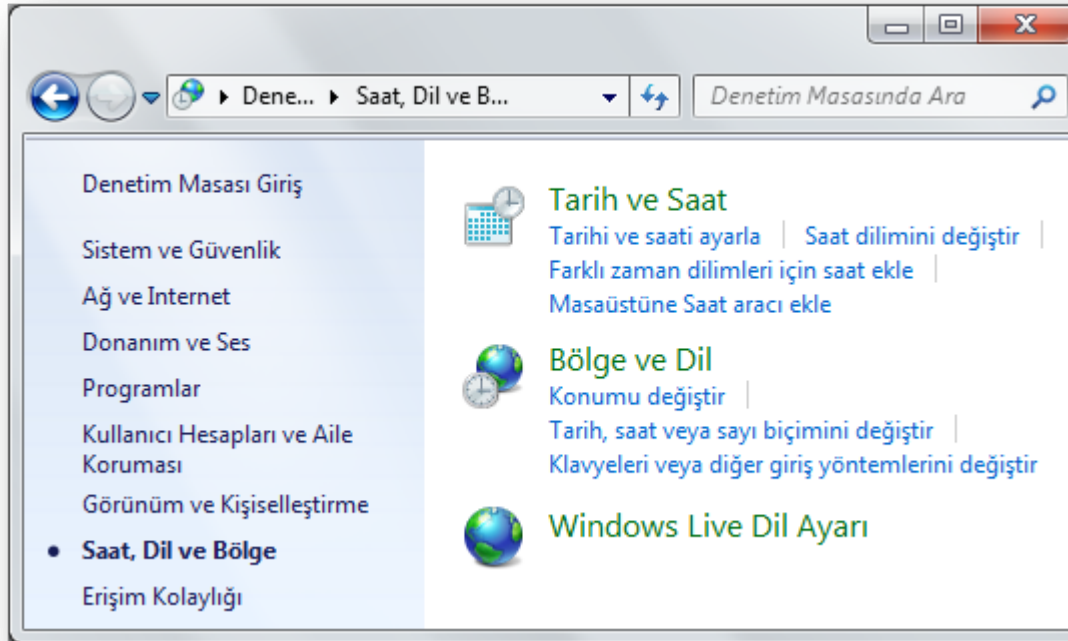 Dene... Saat, Dil ve B...
Denetim Masasında Ara
Denetim Masası Giriş
Sistem ve Güvenlik
Ağ ve Internet
Donanım ve Ses
Programlar
Kullanıcı Hesapları ve Aile
Koruması
Görünüm ve Kişiselleştirme
Saat, Dil ve Bölge
Erişim Kolaylığı
Tarih ve Saat
Tarihi ve saati ayarla Saat dilimini değiştir
Farklı zaman dilimleri için saat ekle
Masaüstüne Saat aracı ekle
Bölge ve Dil
Konumu değiştir
Tarih, saat veya sayı biçimini değiştir
Klavyeleri veya diğer giriş yöntemlerini değiştir
Windows Live Dil Ayarı